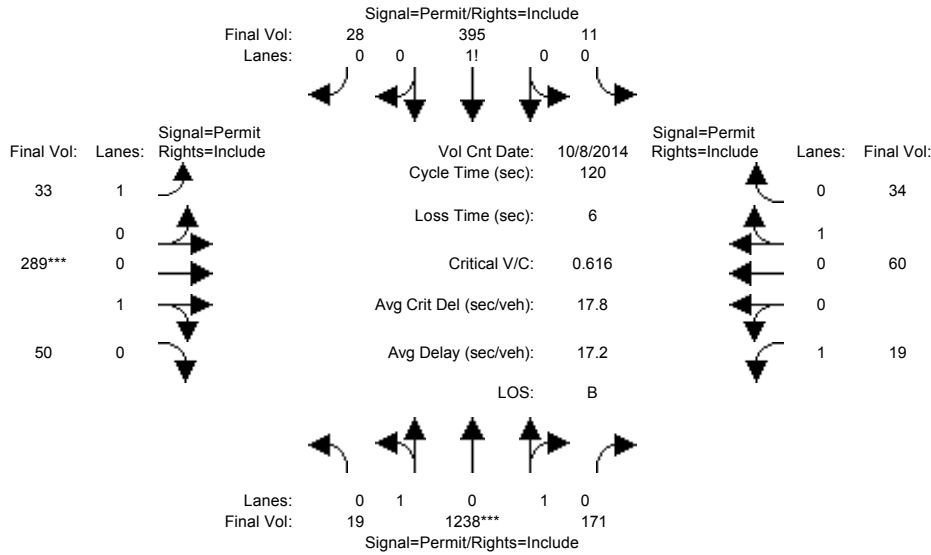 Signal=Permit/Rights=Include
Final Vol: 28 395 11
Lanes: 0 0 1! 0 0
Signal=Permit Signal=Permit
Final Vol: Lanes: Rights=Include Vol Cnt Date: 10/8/2014 Rights=Include Lanes: Final Vol:
Cycle Time (sec): 120
33 1 0 34
Loss Time (sec): 6
0 1
289*** 0 Critical V/C: 0.616 0 60
1 Avg Crit Del (sec/veh): 17.8 0
50 0 Avg Delay (sec/veh): 17.2 1 19
LOS: B
Lanes: 0 1 0 1 0
Final Vol: 19 1238*** 171
Signal=Permit/Rights=Include